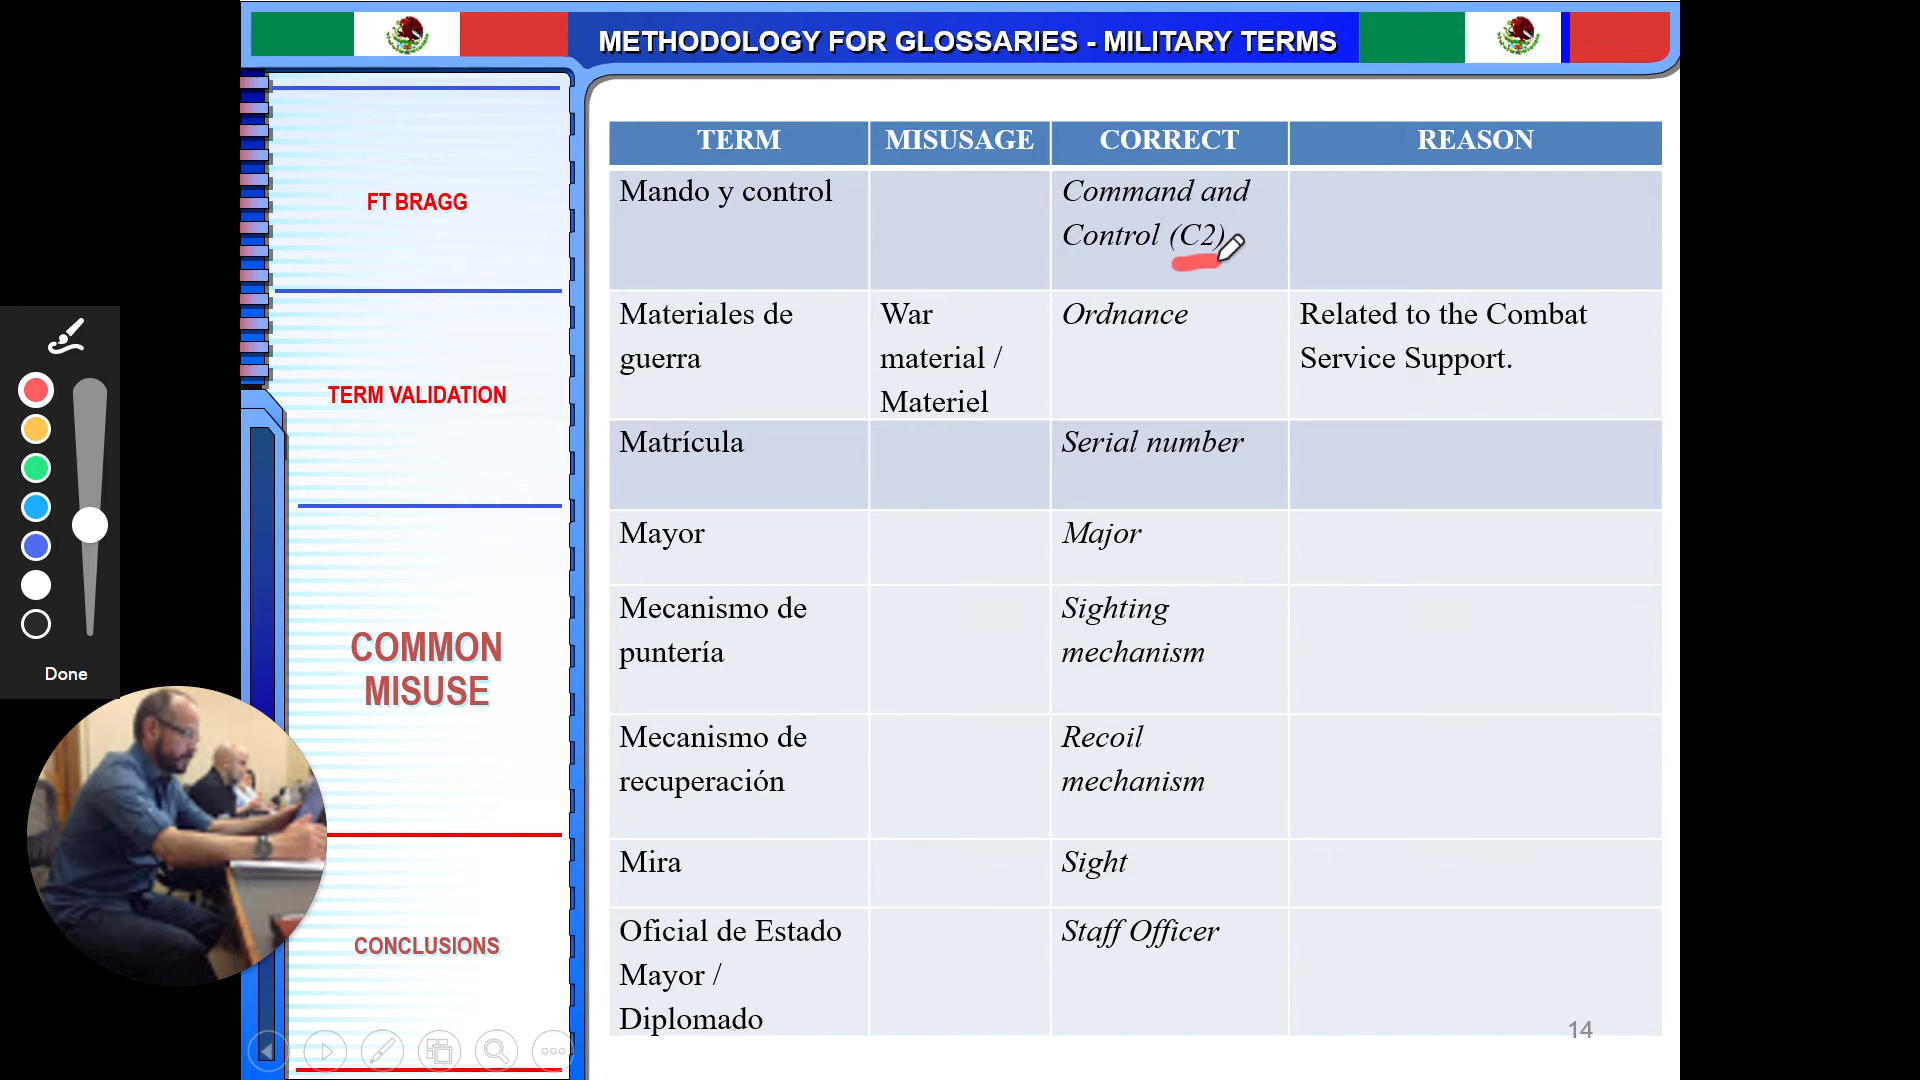 METHODOLOGY FOR GLOSSARIES - MILITARY TERMS
FT BRAGG
TERM VALIDATION
COMMON
MISUSE
CONCLUSIONS
Done
TERM MISUSAGE CORRECT REASON
Mando y control
Command and
Control (C2)
Materiales de
guerra
War
material /
Materiel
Ordnance
Related to the Combat
Service Support.
Matrícula
Serial number
Mayor
Major
Mecanismo de
puntería
Sighting
mechanism
Mecanismo de
recuperación
Recoil
mechanism
Mira
Sight
Oficial de Estado
Mayor /
Diplomado
Staff Officer
14